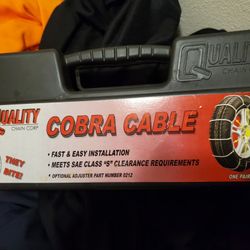 QUALITY
CHAIN
QUALITY
CHAIN CORP
COBRA CABLE
THEY
BITE!
• FAST & EASY INSTALLATION
• MEETS SAE CLASS "S" CLEARANCE REQUIREMENTS
• OPTIONAL ADJUSTER PART NUMBER 0212
ONE PAIR